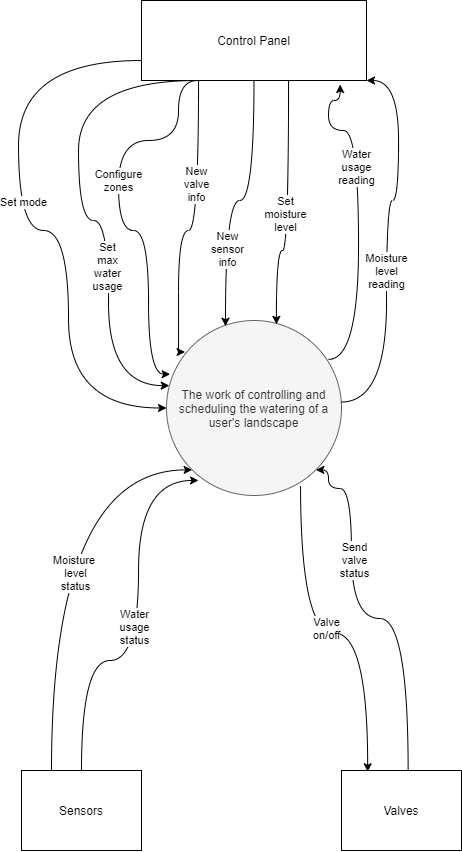 Control Panel
Set mode
Set
max
water
usage
Configure
zones
New
valve
info
New
sensor
info
Set
moisture
level
Water
usage
reading
Moisture
level
reading
The work of controlling and
scheduling the watering of a
user's landscape
Moisture
level
status
Water
usage
status
Valve
on/off
Send
valve
status
Sensors
Valves